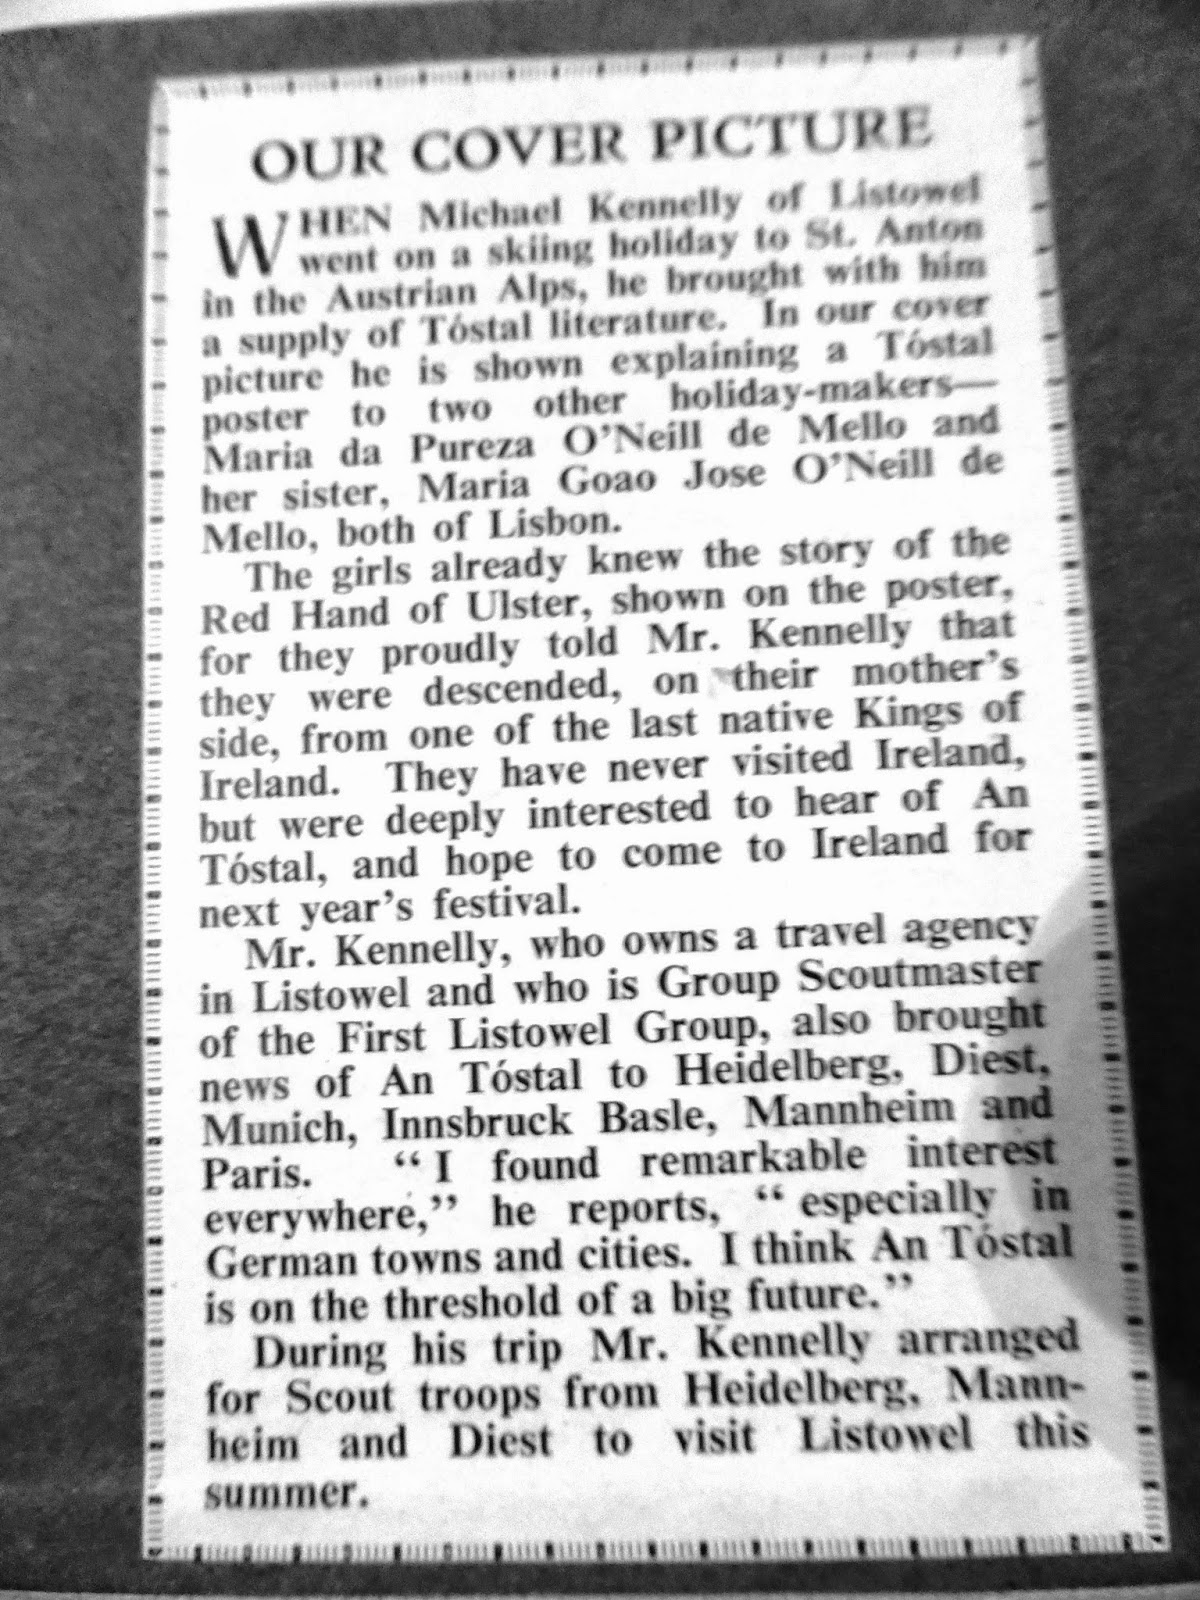 OUR COVER PICTURE
WHEN Michael Kennelly of Listowel
went on a skiing holiday to St. Anton
in the Austrian Alps, he brought with him
a supply of Tóstal literature. In our cover
picture he is shown explaining a Tóstal
poster to two other holiday-makers—
Maria da Pureza O'Neill de Mello and
her sister, Maria Goao Jose O'Neill de
Mello, both of Lisbon.
The girls already knew the story of the
Red Hand of Ulster, shown on the poster,
for they proudly told Mr. Kennelly that
they were descended, on their mother's
side, from one of the last native Kings of
Ireland. They have never visited Ireland,
but were deeply interested to hear of An
Tóstal, and hope to come to Ireland for
next year's festival.
Mr. Kennelly, who owns a travel agency
in Listowel and who is Group Scoutmaster
of the First Listowel Group, also brought
news of An Tóstal to Heidelberg, Diest,
Munich, Innsbruck Basle, Mannheim and
Paris. "I found remarkable interest
everywhere," he reports, "especially in
German towns and cities. I think An Tóstal
is on the threshold of a big future."
During his trip Mr. Kennelly arranged
for Scout troops from Heidelberg, Mann-
heim and Diest to visit Listowel this
summer.